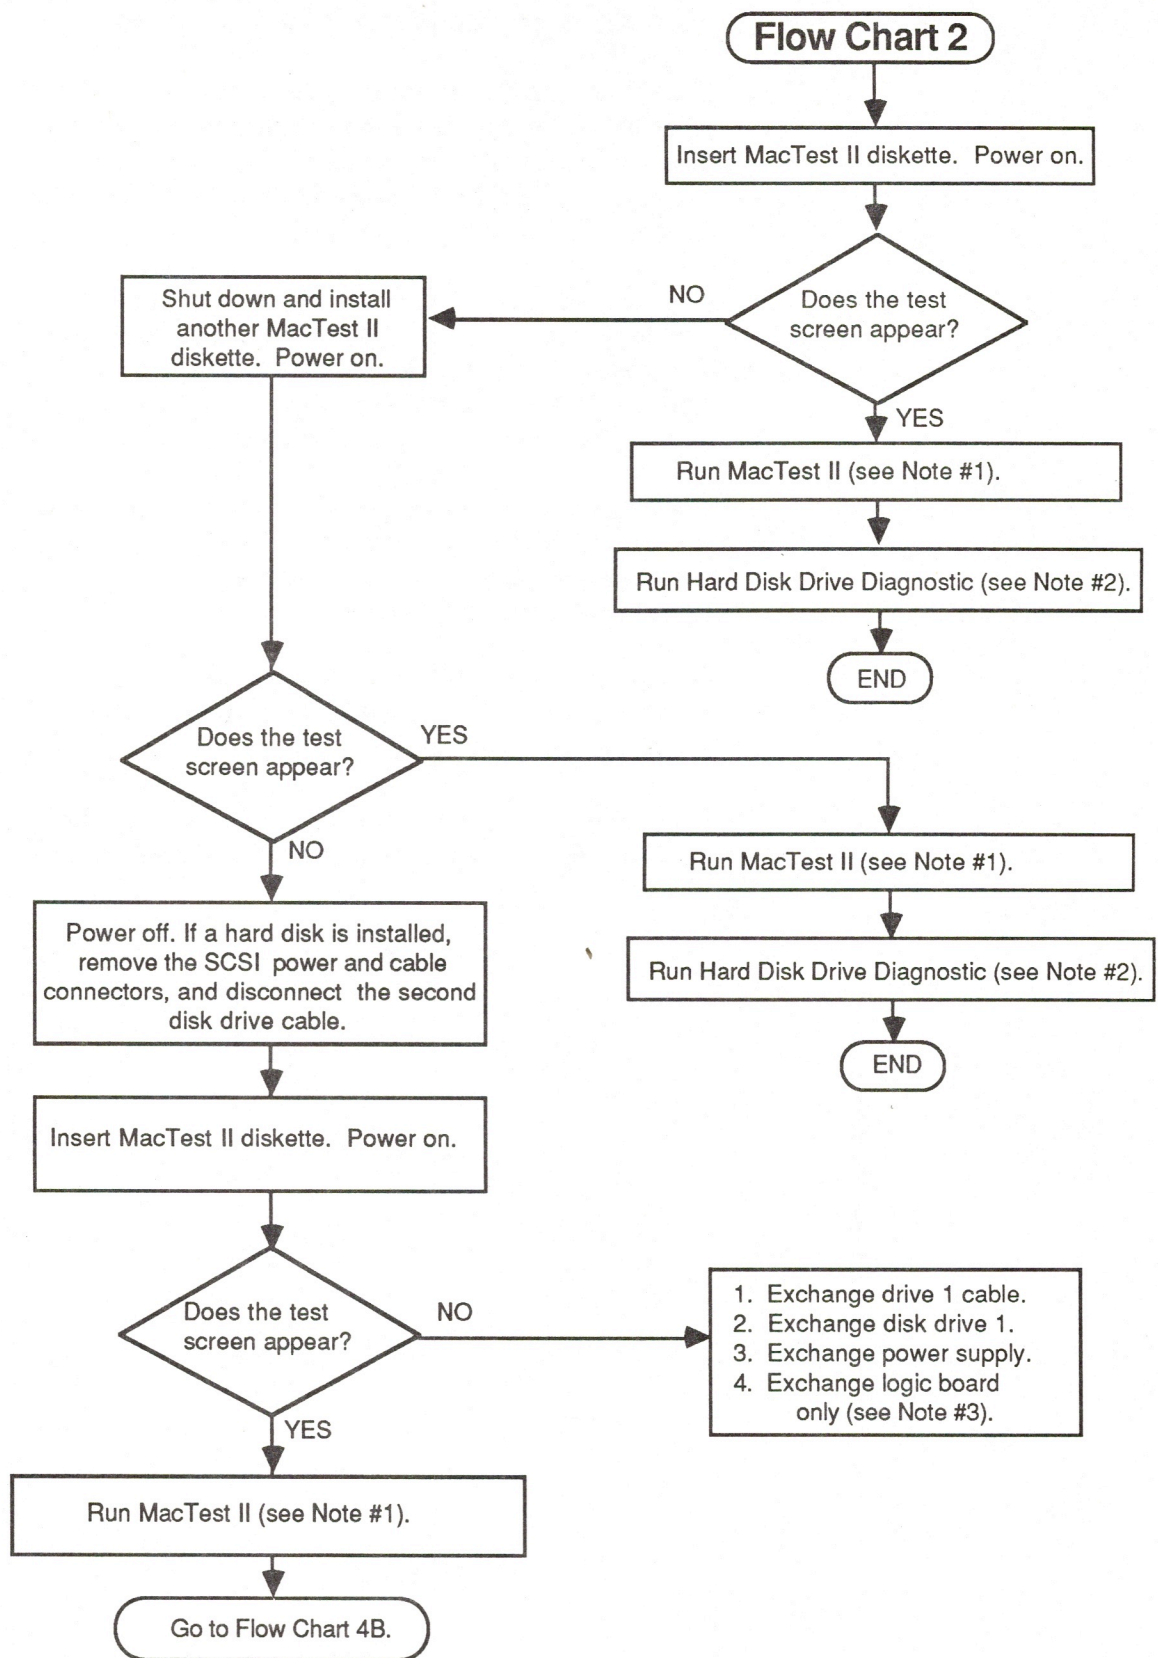 Flow Chart 2
Insert MacTest II diskette. Power on.
Does the test
screen appear?
NO
Shut down and install
another MacTest II
diskette. Power on.
YES
Run MacTest II (see Note #1).
Run Hard Disk Drive Diagnostic (see Note #2).
END
Does the test
screen appear?
YES
Run MacTest II (see Note #1).
Run Hard Disk Drive Diagnostic (see Note #2).
END
NO
Power off. If a hard disk is installed,
remove the SCSI power and cable
connectors, and disconnect the second
disk drive cable.
Insert MacTest II diskette. Power on.
Does the test
screen appear?
NO
1. Exchange drive 1 cable.
2. Exchange disk drive 1.
3. Exchange power supply.
4. Exchange logic board
only (see Note #3).
YES
Run MacTest II (see Note #1).
Go to Flow Chart 4B.